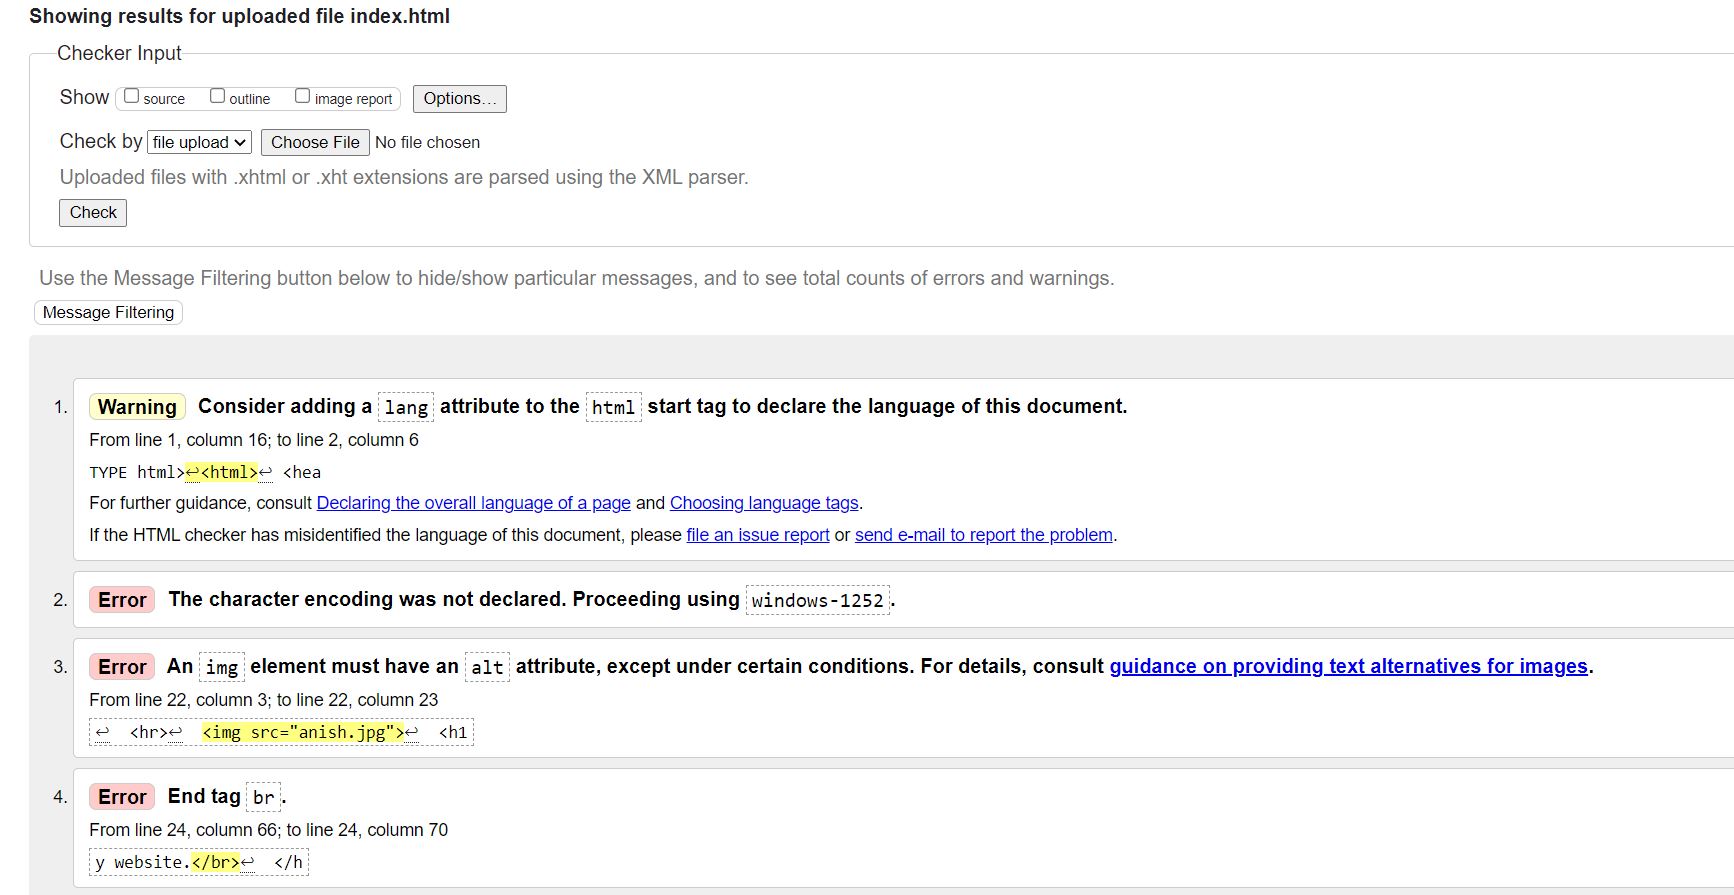 Showing results for uploaded file index.html
Checker Input
Show source outline image report Options...
Check by file upload Choose File No file chosen
Uploaded files with .xhtml or .xht extensions are parsed using the XML parser.
Check
Use the Message Filtering button below to hide/show particular messages, and to see total counts of errors and warnings.
Message Filtering
1. Warning Consider adding a lang attribute to the html start tag to declare the language of this document.
From line 1, column 16; to line 2, column 6
TYPE html>↩<html>↩ <hea
For further guidance, consult Declaring the overall language of a page and Choosing language tags.
If the HTML checker has misidentified the language of this document, please file an issue report or send e-mail to report the problem.
2. Error The character encoding was not declared. Proceeding using windows-1252.
3. Error An img element must have an alt attribute, except under certain conditions. For details, consult guidance on providing text alternatives for images.
From line 22, column 3; to line 22, column 23
↩ <hr>↩ <img src="anish.jpg">↩ <h1
4. Error End tag br.
From line 24, column 66; to line 24, column 70
y website.</br>↩ </h